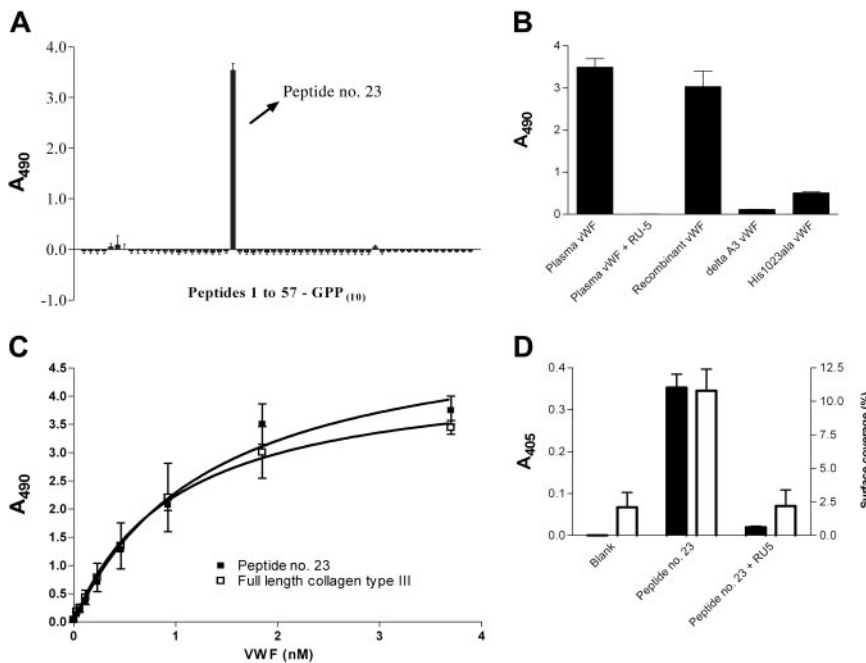 A
4.0
3.0
2.0
1.0
0.0
-1.0
A490
Peptide no. 23
Peptides 1 to 57 - GPP(10)
B
4
3
2
1
0
A490
Plasma vWF
Plasma vWF + RU-5
Recombinant vWF
delta A3 vWF
His1023ala vWF
C
4.5
4.0
3.5
3.0
2.5
2.0
1.5
1.0
0.5
0.0
A490
Peptide no. 23
Full length collagen type III
0 1 2 3 4
VWF (nM)
D
0.4
0.3
0.2
0.1
0.0
A405
12.5
10.0
7.5
5.0
2.5
0.0
Surface coverage (%)
Blank
Peptide no. 23
Peptide no. 23 + RU5